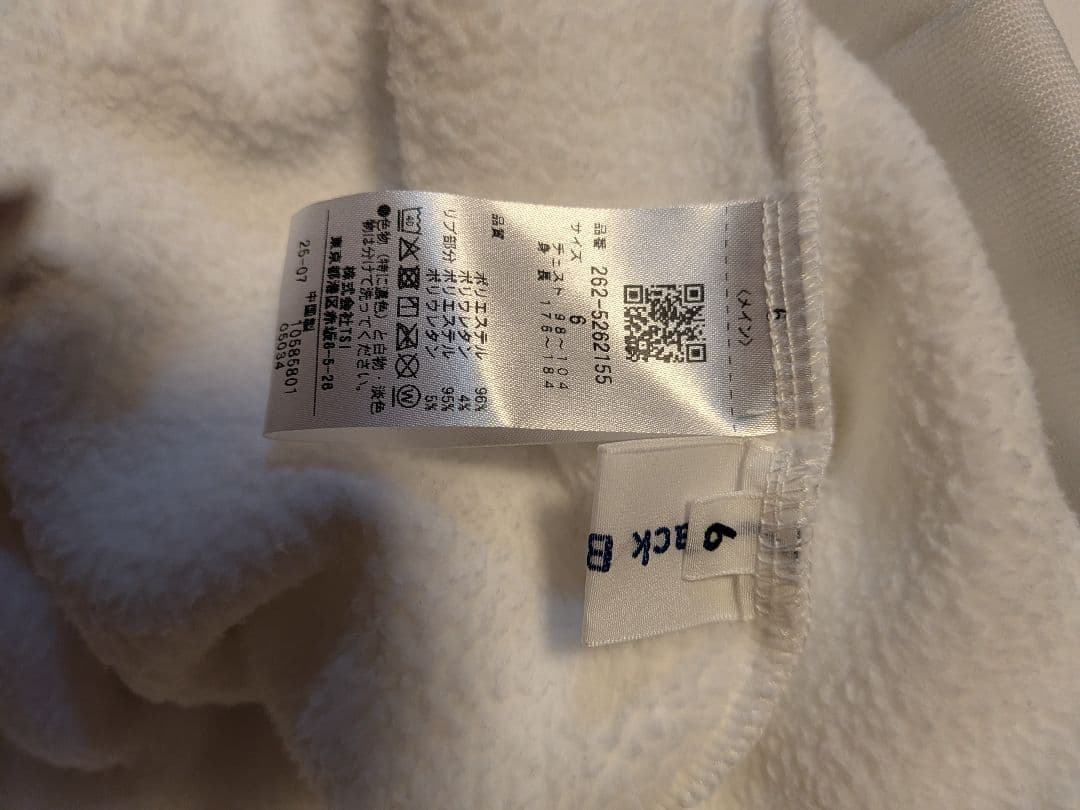 (メイン)
品番 262-5262155
サイズ 6
チェスト 98～104
身長 176～184
品質
ポリエステル 96%
ポリウレタン 4%
リブ部分 ポリエステル 95%
ポリウレタン 5%
40
W
●色物（特に濃色）と白物、淡色
物は分けて洗ってください。
株式会社TSI
東京都港区赤坂8-5-28
中国製
25-07 10585801
05034
6
ack